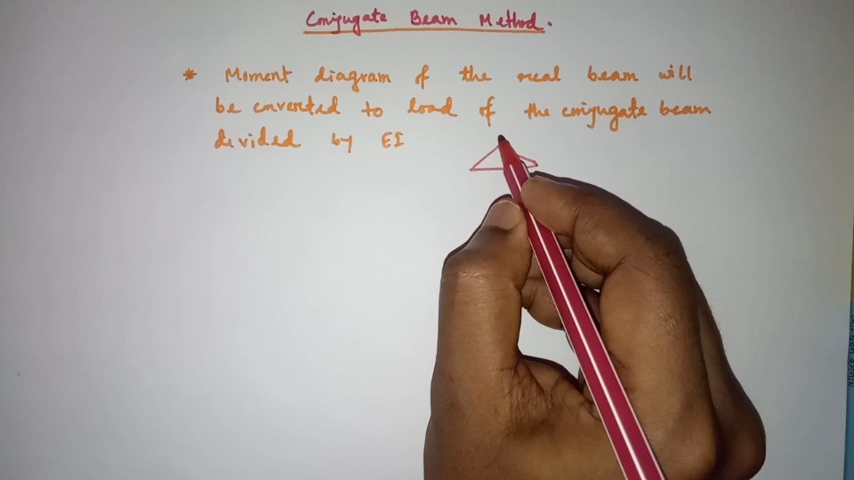 Conjugate Beam Method.
* Moment diagram of the real beam will
be converted to load of the conjugate beam
divided by EI